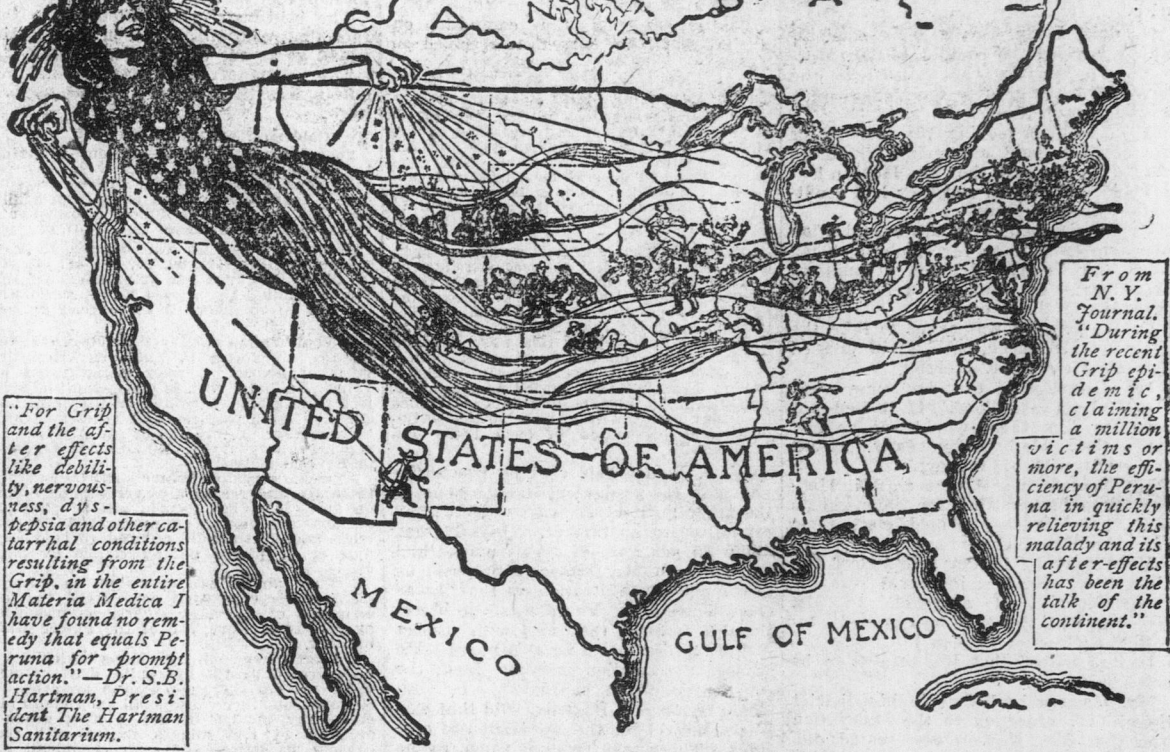 C A N A
UNITED STATES OF AMERICA
MEXICO
GULF OF MEXICO
"For Grip
and the af-
ter effects
like debili-
ty, nervous-
ness, dys-
pepsia and other ca-
tarrhal conditions
resulting from the
Grip, in the entire
Materia Medica I
have found no rem-
edy that equals Pe-
runa for prompt
action."—Dr. S.B.
Hartman, Presi-
dent The Hartman
Sanitarium.
From
N. Y.
Journal.
"During
the recent
Grip epi-
demic,
claiming
a million
victims or
more, the effi-
ciency of Peru-
na in quickly
relieving this
malady and its
after-effects
has been the
talk of the
continent."